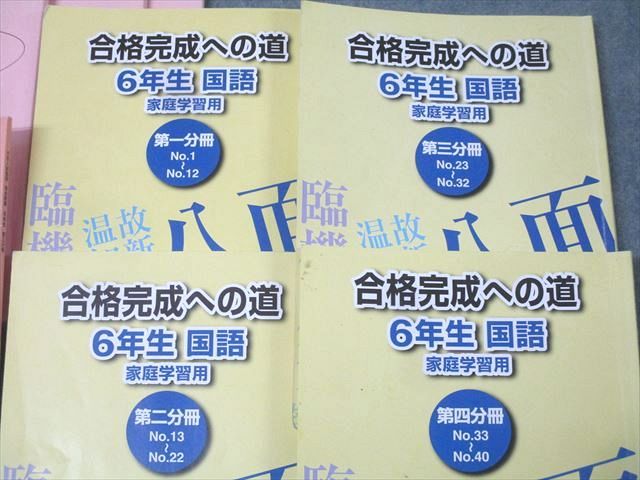 合格完成への道
6年生 国語
家庭学習用
第一分冊
No.1
~
No.12
臨機
温故
八面
合格完成への道
6年生 国語
家庭学習用
第三分冊
No.23
~
No.32
臨機
温故
八面
合格完成への道
6年生 国語
家庭学習用
第二分冊
No.13
~
No.22
合格完成への道
6年生 国語
家庭学習用
第四分冊
No.33
~
No.40